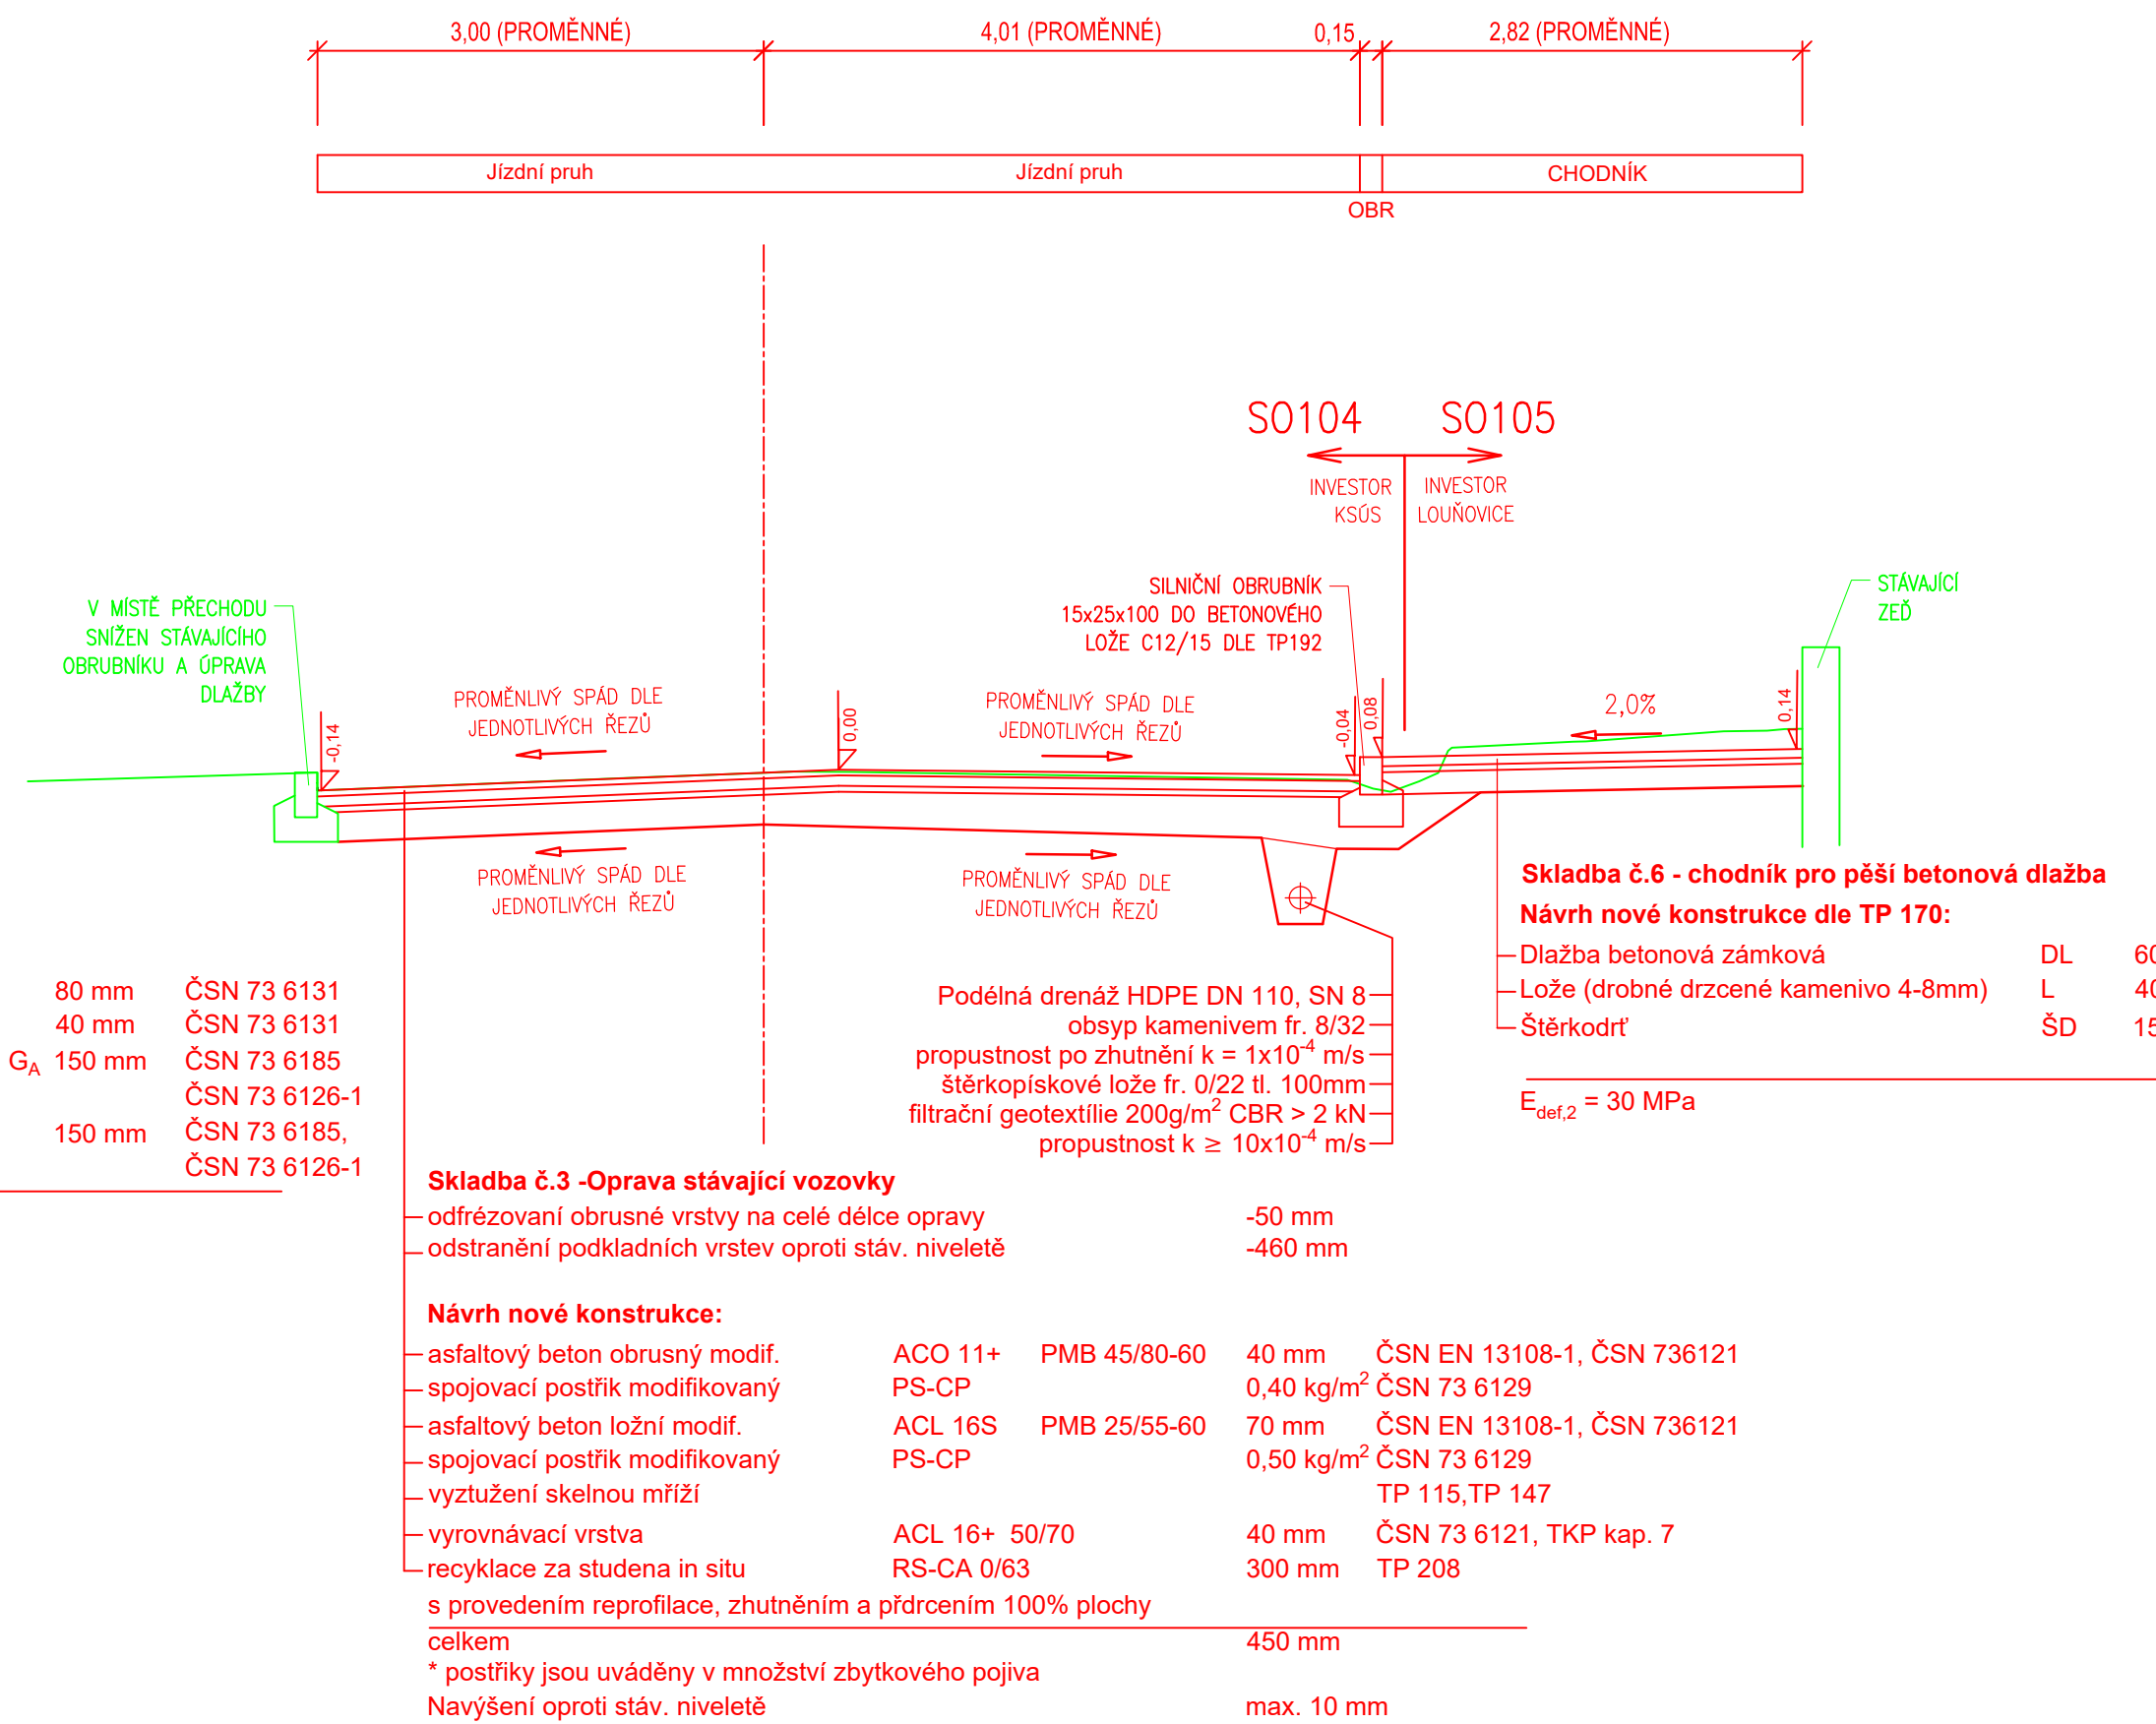 3,00 (PROMĚNNÉ)
4,01 (PROMĚNNÉ)
0,15
2,82 (PROMĚNNÉ)
Jízdní pruh
Jízdní pruh
CHODNÍK
OBR
SO104
SO105
INVESTOR
KSÚS
INVESTOR
LOUŇOVICE
V MÍSTĚ PŘECHODU
SNÍŽEN STÁVAJÍCÍHO
OBRUBNÍKU A ÚPRAVA
DLAŽBY
SILNIČNÍ OBRUBNÍK
15x25x100 DO BETONOVÉHO
LOŽE C12/15 DLE TP192
STÁVAJÍCÍ
ZEĎ
-0,14
PROMĚNLIVÝ SPÁD DLE
JEDNOTLIVÝCH ŘEZŮ
0,00
PROMĚNLIVÝ SPÁD DLE
JEDNOTLIVÝCH ŘEZŮ
-0,04
0,08
2,0%
0,14
PROMĚNLIVÝ SPÁD DLE
JEDNOTLIVÝCH ŘEZŮ
PROMĚNLIVÝ SPÁD DLE
JEDNOTLIVÝCH ŘEZŮ
Skladba č.6 - chodník pro pěší betonová dlažba
Návrh nové konstrukce dle TP 170:
Dlažba betonová zámková DL 60
Lože (drobné drzcené kamenivo 4-8mm) L 40
Štěrkodrť ŠD 15
Edef,2 = 30 MPa
80 mm ČSN 73 6131
40 mm ČSN 73 6131
GA 150 mm ČSN 73 6185
ČSN 73 6126-1
150 mm ČSN 73 6185,
ČSN 73 6126-1
Podélná drenáž HDPE DN 110, SN 8
obsyp kamenivem fr. 8/32
propustnost po zhutnění k = 1x10-4 m/s
štěrkopískové lože fr. 0/22 tl. 100mm
filtrační geotextílie 200g/m2 CBR > 2 kN
propustnost k ≥ 10x10-4 m/s
Skladba č.3 -Oprava stávající vozovky
odfrézovaní obrusné vrstvy na celé délce opravy -50 mm
odstranění podkladních vrstev oproti stáv. niveletě -460 mm
Návrh nové konstrukce:
asfaltový beton obrusný modif. ACO 11+ PMB 45/80-60 40 mm ČSN EN 13108-1, ČSN 736121
spojovací postřik modifikovaný PS-CP 0,40 kg/m2 ČSN 73 6129
asfaltový beton ložní modif. ACL 16S PMB 25/55-60 70 mm ČSN EN 13108-1, ČSN 736121
spojovací postřik modifikovaný PS-CP 0,50 kg/m2 ČSN 73 6129
vyztužení skelnou mříží TP 115,TP 147
vyrovnávací vrstva ACL 16+ 50/70 40 mm ČSN 73 6121, TKP kap. 7
recyklace za studena in situ RS-CA 0/63 300 mm TP 208
s provedením reprofilace, zhutněním a přdrcením 100% plochy
celkem 450 mm
* postřiky jsou uváděny v množství zbytkového pojiva
Navýšení oproti stáv. niveletě max. 10 mm